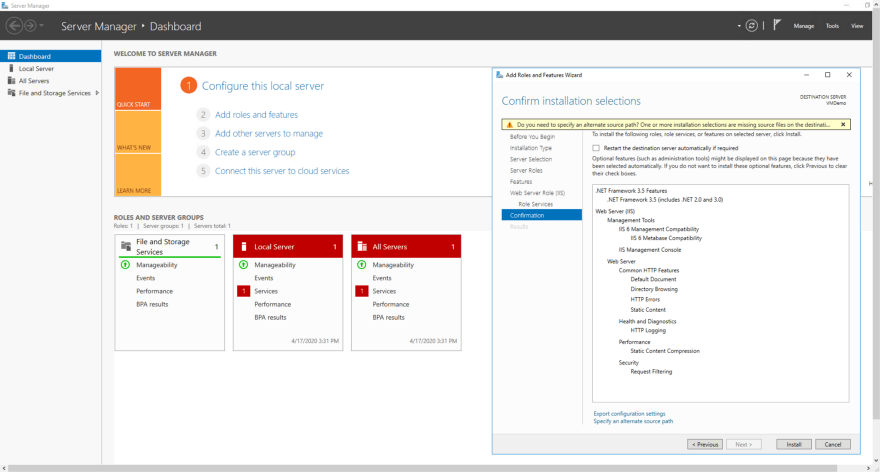 Server Manager
Server Manager • Dashboard
Manage Tools View
Dashboard
Local Server
All Servers
File and Storage Services
WELCOME TO SERVER MANAGER
QUICK START
WHAT'S NEW
LEARN MORE
1 Configure this local server
2 Add roles and features
3 Add other servers to manage
4 Create a server group
5 Connect this server to cloud services
ROLES AND SERVER GROUPS
Roles: 1 | Server groups: 1 | Servers total: 1
File and Storage Services 1
Manageability
Events
Performance
BPA results
Local Server 1
Manageability
Events
1 Services
Performance
BPA results
4/17/2020 3:31 PM
All Servers 1
Manageability
Events
1 Services
Performance
BPA results
4/17/2020 3:31 PM
Add Roles and Features Wizard
Confirm installation selections
DESTINATION SERVER
VMDemo
Do you need to specify an alternate source path? One or more installation selections are missing source files on the destinati...
Before You Begin
Installation Type
Server Selection
Server Roles
Features
Web Server Role (IIS)
Role Services
Confirmation
Results
To install the following roles, role services, or features on selected server, click Install.
Restart the destination server automatically if required
Optional features (such as administration tools) might be displayed on this page because they have
been selected automatically. If you do not want to install these optional features, click Previous to clear
their check boxes.
.NET Framework 3.5 Features
.NET Framework 3.5 (includes .NET 2.0 and 3.0)
Web Server (IIS)
Management Tools
IIS 6 Management Compatibility
IIS 6 Metabase Compatibility
IIS Management Console
Web Server
Common HTTP Features
Default Document
Directory Browsing
HTTP Errors
Static Content
Health and Diagnostics
HTTP Logging
Performance
Static Content Compression
Security
Request Filtering
Export configuration settings
Specify an alternate source path
< Previous
Next >
Install
Cancel